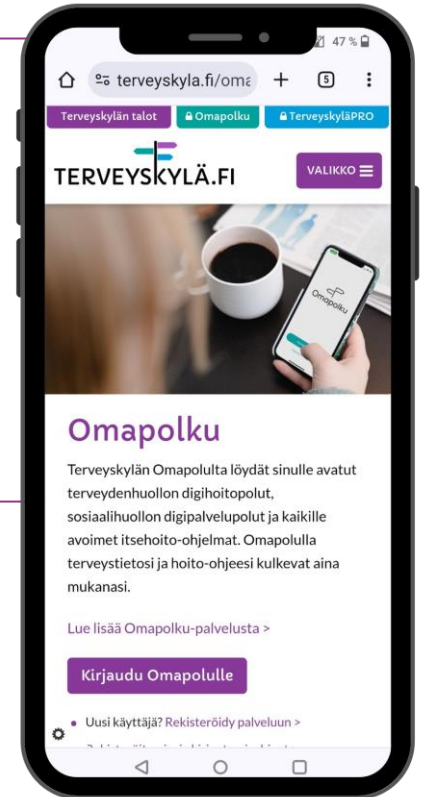 47 %
terveyskyla.fi/oma
5
Terveyskylän talot
Omapolku
TerveyskyläPRO
TERVEYSKYLÄ.FI
VALIKKO
Omapolku
Omapolku
Terveyskylän Omapolulta löydät sinulle avatut
terveydenhuollon digihoitopolut,
sosiaalihuollon digipalvelupolut ja kaikille
avoimet itsehoito-ohjelmat. Omapolulla
terveystietosi ja hoito-ohjeesi kulkevat aina
mukanasi.
Lue lisää Omapolku-palvelusta >
Kirjaudu Omapolulle
Uusi käyttäjä? Rekisteröidy palveluun >